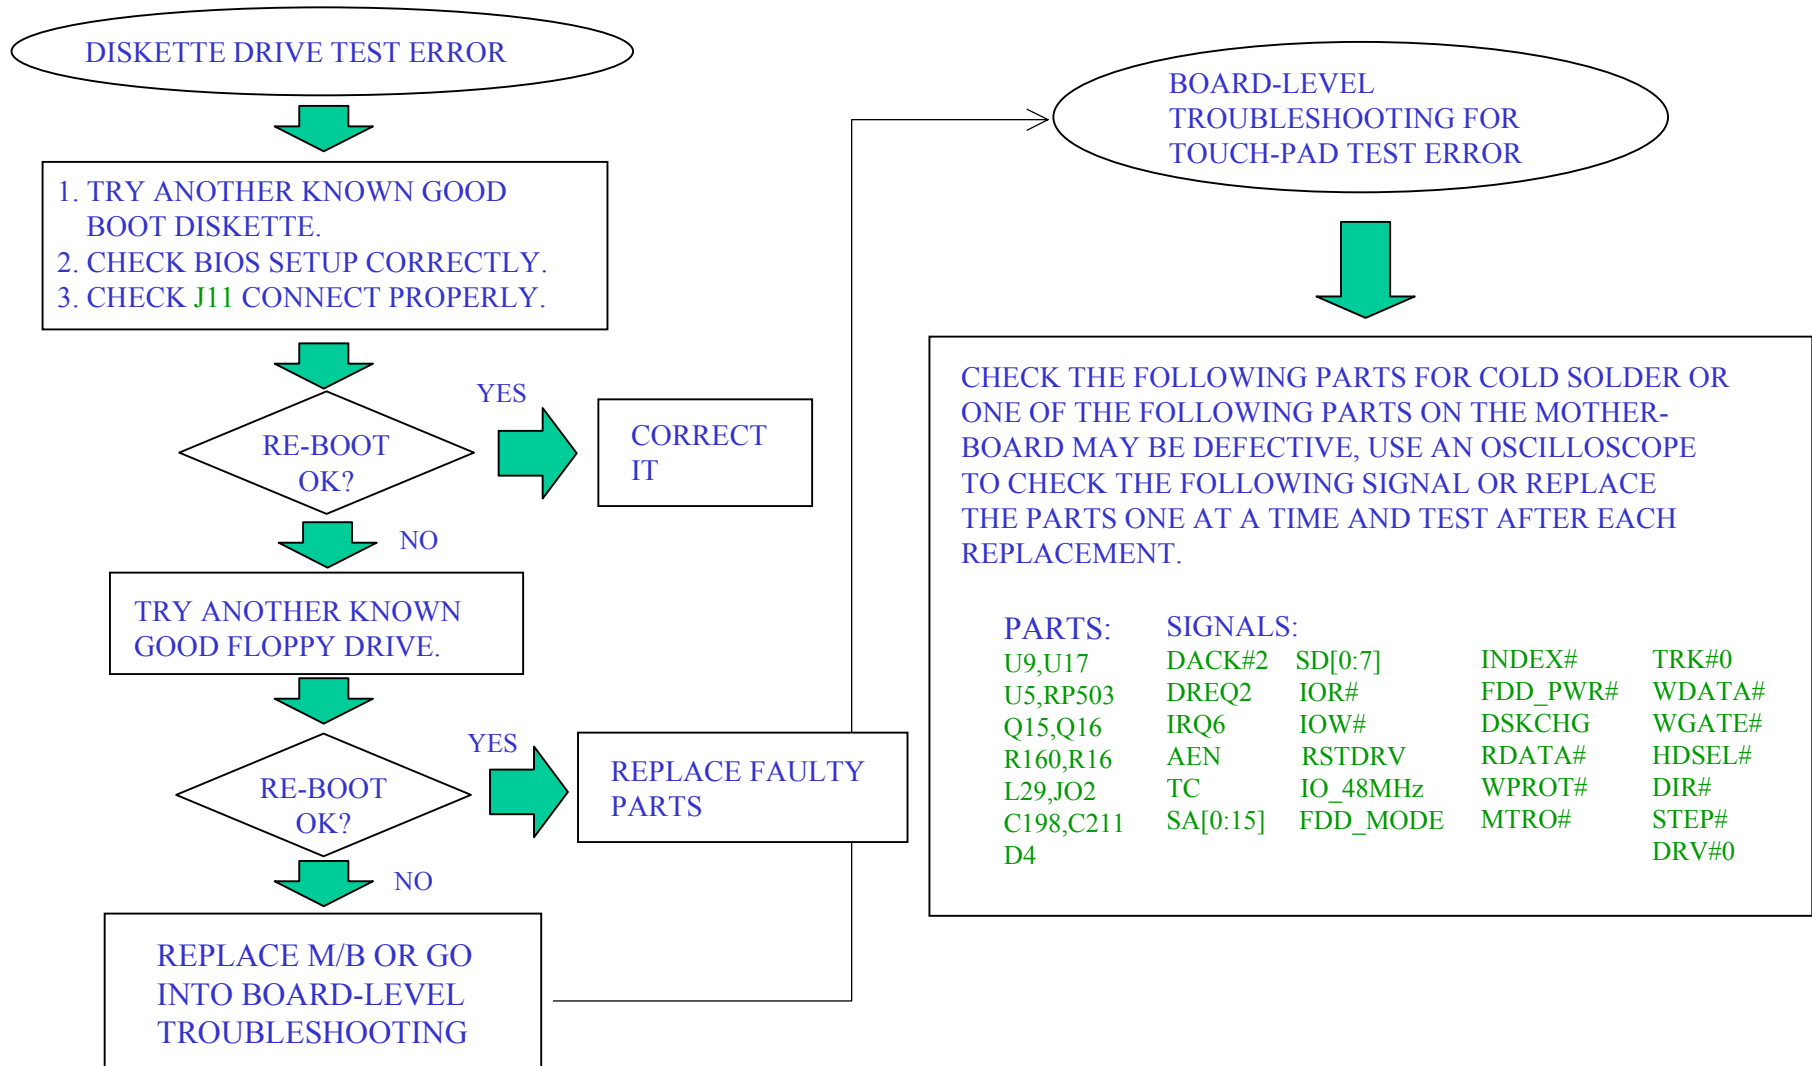 DISKETTE DRIVE TEST ERROR
1. TRY ANOTHER KNOWN GOOD
BOOT DISKETTE.
2. CHECK BIOS SETUP CORRECTLY.
3. CHECK J11 CONNECT PROPERLY.
RE-BOOT
OK?
YES
CORRECT
IT
NO
TRY ANOTHER KNOWN
GOOD FLOPPY DRIVE.
RE-BOOT
OK?
YES
REPLACE FAULTY
PARTS
NO
REPLACE M/B OR GO
INTO BOARD-LEVEL
TROUBLESHOOTING
BOARD-LEVEL
TROUBLESHOOTING FOR
TOUCH-PAD TEST ERROR
CHECK THE FOLLOWING PARTS FOR COLD SOLDER OR
ONE OF THE FOLLOWING PARTS ON THE MOTHER-
BOARD MAY BE DEFECTIVE, USE AN OSCILLOSCOPE
TO CHECK THE FOLLOWING SIGNAL OR REPLACE
THE PARTS ONE AT A TIME AND TEST AFTER EACH
REPLACEMENT.
PARTS:
U9,U17
U5,RP503
Q15,Q16
R160,R16
L29,JO2
C198,C211
D4
SIGNALS:
DACK#2
DREQ2
IRQ6
AEN
TC
SA[0:15]
SD[0:7]
IOR#
IOW#
RSTDRV
IO_48MHz
FDD_MODE
INDEX#
FDD_PWR#
DSKCHG
RDATA#
WPROT#
MTRO#
TRK#0
WDATA#
WGATE#
HDSEL#
DIR#
STEP#
DRV#0